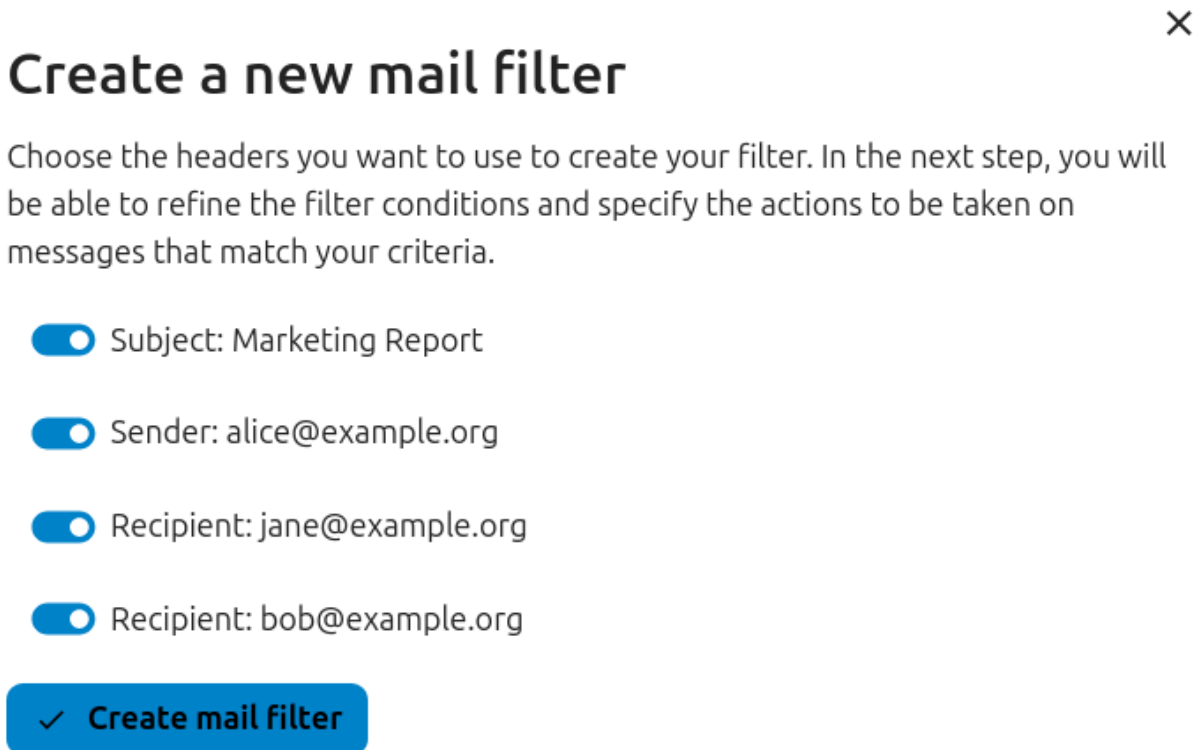 Create a new mail filter
Choose the headers you want to use to create your filter. In the next step, you will
be able to refine the filter conditions and specify the actions to be taken on
messages that match your criteria.
Subject: Marketing Report
Sender: alice@example.org
Recipient: jane@example.org
Recipient: bob@example.org
Create mail filter